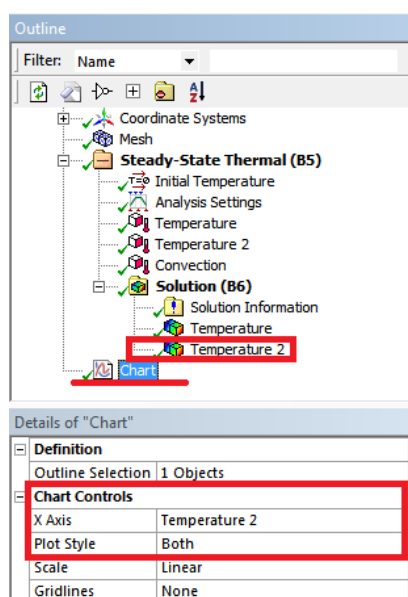 Outline
Filter: Name
Coordinate Systems
Mesh
Steady-State Thermal (B5)
T=0 Initial Temperature
Analysis Settings
Temperature
Temperature 2
Convection
Solution (B6)
Solution Information
Temperature
Temperature 2
Chart
Details of "Chart"
Definition
Outline Selection 1 Objects
Chart Controls
X Axis Temperature 2
Plot Style Both
Scale Linear
Gridlines None